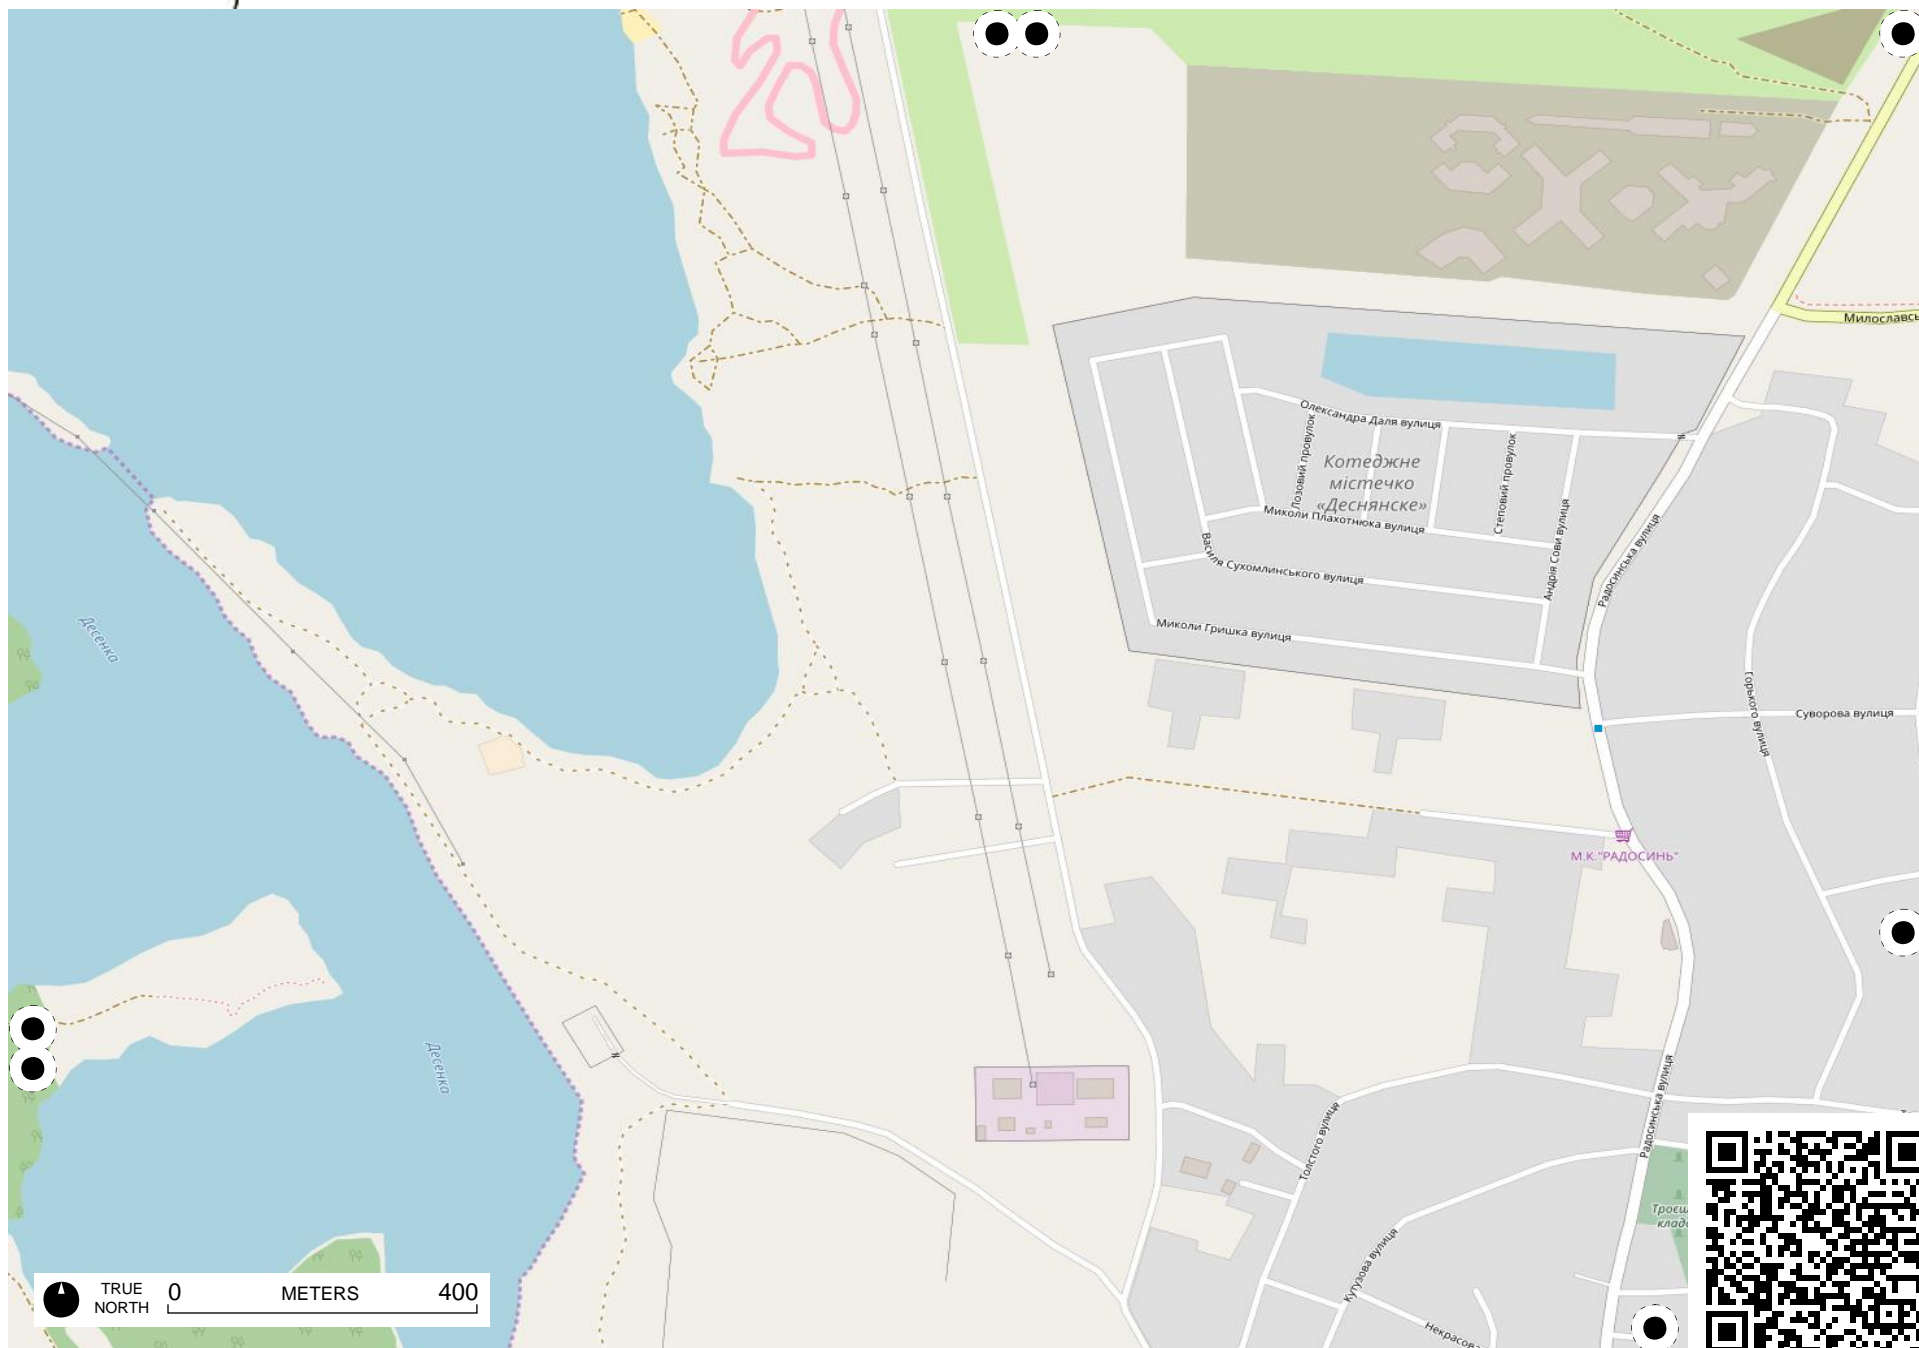 Милославсь
Олександра Даля вулиця
Лозовий провулок
Степовий провулок
Котеджне
містечко
«Деснянске»
Миколи Плахотнюка вулиця
Андрія Сови вулиця
Василя Сухомлинського вулиця
Радосинська вулиця
Миколи Гришка вулиця
Десенка
Горького вулиця
Суворова вулиця
М.К."РАДОСИНЬ"
Десенка
Радосинська вулиця
Толстого вулиця
Кутузова вулиця
Некрасова
TRUE
NORTH
0 METERS 400